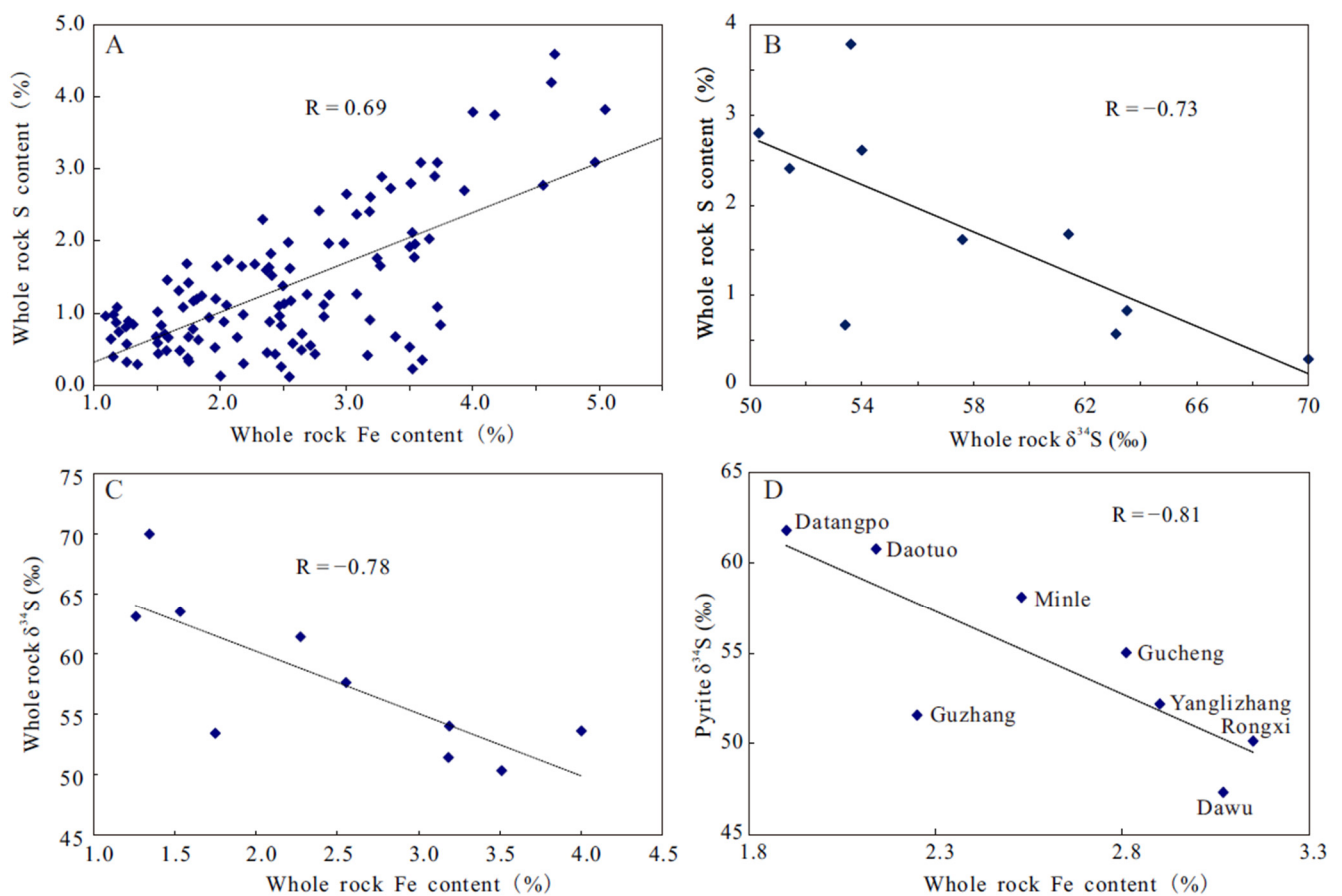 A
R = 0.69
Whole rock S content (%)
5.0
4.0
3.0
2.0
1.0
0.0
1.0 2.0 3.0 4.0 5.0
Whole rock Fe content (%)
B
R = −0.73
Whole rock S content (%)
4
3
2
1
0
50 54 58 62 66 70
Whole rock δ³⁴S (‰)
C
R = −0.78
Whole rock δ³⁴S (‰)
75
70
65
60
55
50
45
1.0 1.5 2.0 2.5 3.0 3.5 4.0 4.5
Whole rock Fe content (%)
D
R = −0.81
Pyrite δ³⁴S (‰)
65
60
55
50
45
Datangpo
Daotuo
Minle
Gucheng
Yanglizhang
Guzhang
Rongxi
Dawu
1.8 2.3 2.8 3.3
Whole rock Fe content (%)